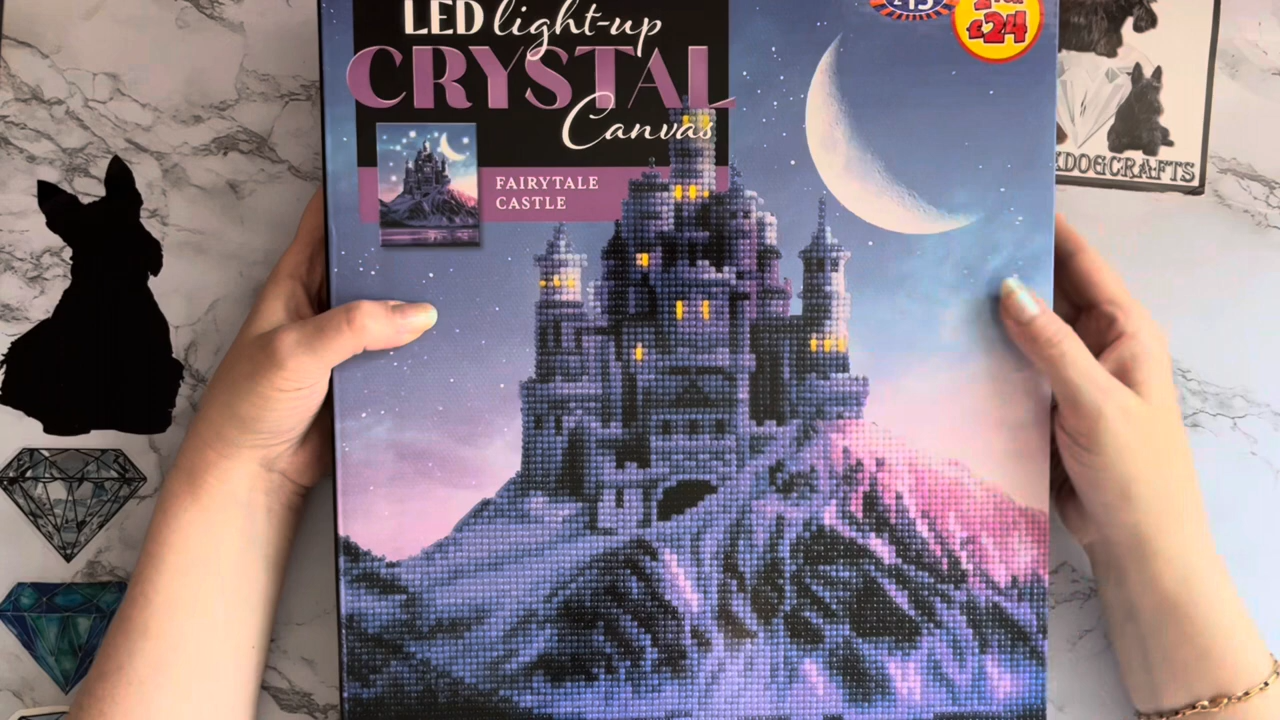 LED light-up
CRYSTAL
Canvas
FAIRYTALE
CASTLE
£24
DOGCRAFTS